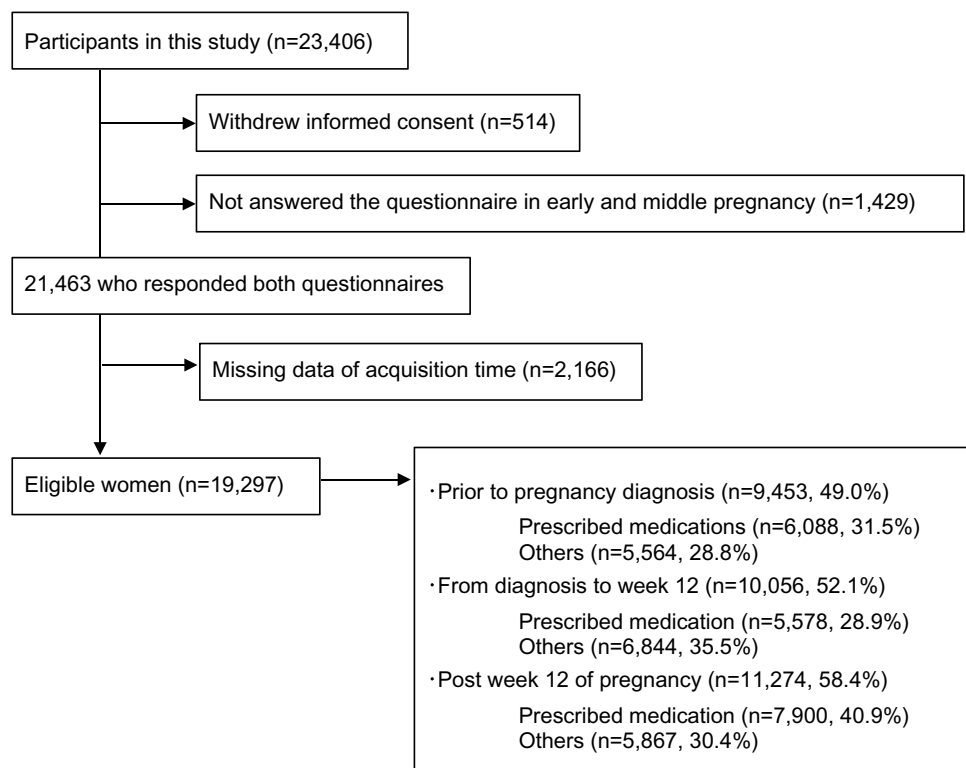 Participants in this study (n=23,406)
Withdrew informed consent (n=514)
Not answered the questionnaire in early and middle pregnancy (n=1,429)
21,463 who responded both questionnaires
Missing data of acquisition time (n=2,166)
Eligible women (n=19,297)
･Prior to pregnancy diagnosis (n=9,453, 49.0%)
Prescribed medications (n=6,088, 31.5%)
Others (n=5,564, 28.8%)
･From diagnosis to week 12 (n=10,056, 52.1%)
Prescribed medication (n=5,578, 28.9%)
Others (n=6,844, 35.5%)
･Post week 12 of pregnancy (n=11,274, 58.4%)
Prescribed medication (n=7,900, 40.9%)
Others (n=5,867, 30.4%)